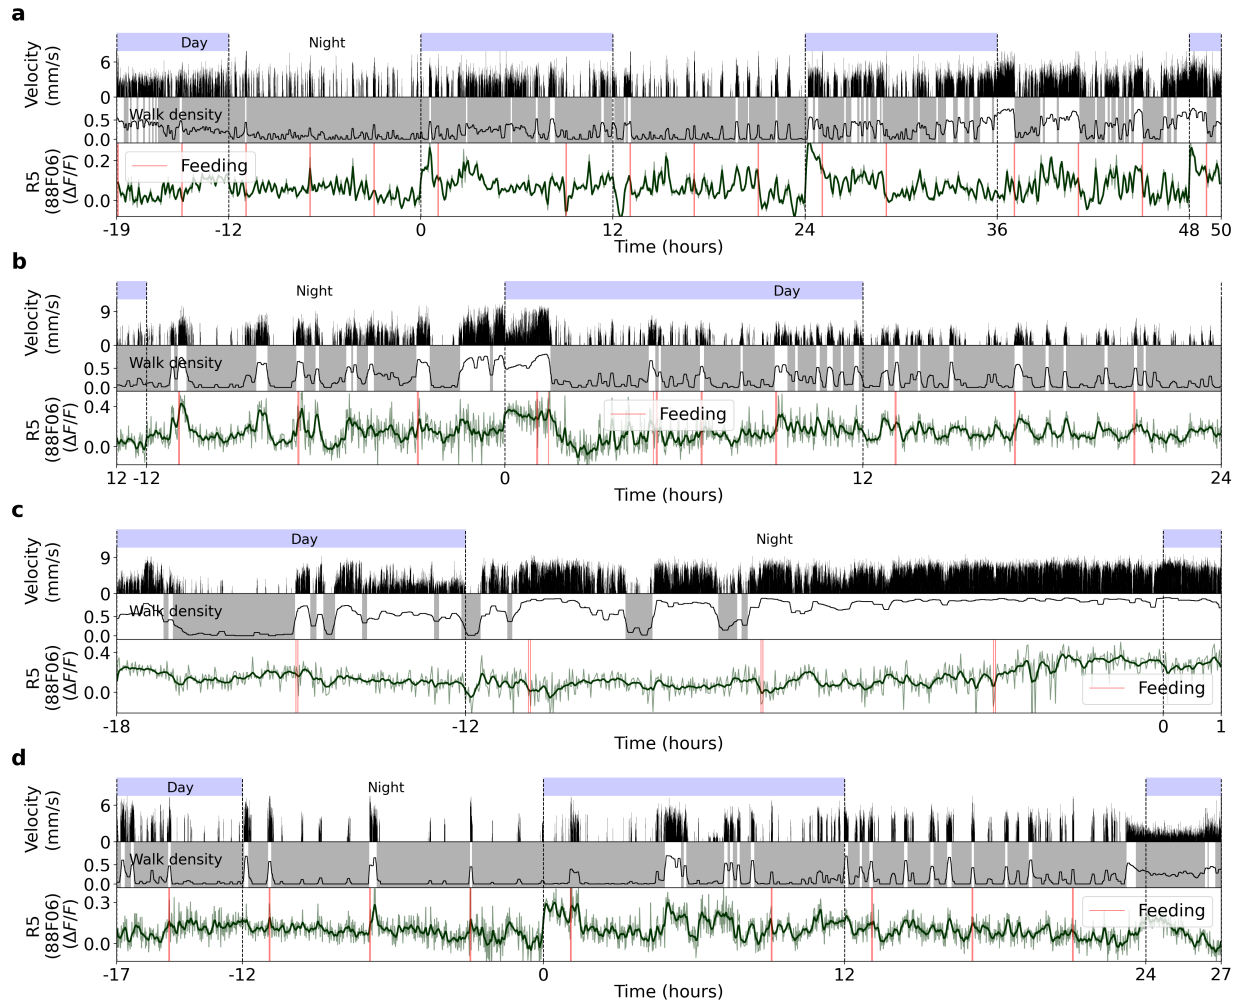 a
Day
Night
Velocity
(mm/s)
6
0
Walk density
0.5
0.0
R5
(88F06)
(ΔF/F)
0.2
0.0
Feeding
-19 -12 0 12 24 36 48 50
Time (hours)
b
Night
Day
Velocity
(mm/s)
9
0
Walk density
0.5
0.0
R5
(88F06)
(ΔF/F)
0.4
0.0
Feeding
12 -12 0 12 24
Time (hours)
c
Day
Night
Velocity
(mm/s)
9
0
Walk density
0.5
0.0
R5
(88F06)
(ΔF/F)
0.4
0.0
Feeding
-18 -12 0 1
Time (hours)
d
Day
Night
Velocity
(mm/s)
6
0
Walk density
0.5
0.0
R5
(88F06)
(ΔF/F)
0.3
0.0
Feeding
-17 -12 0 12 24 27
Time (hours)